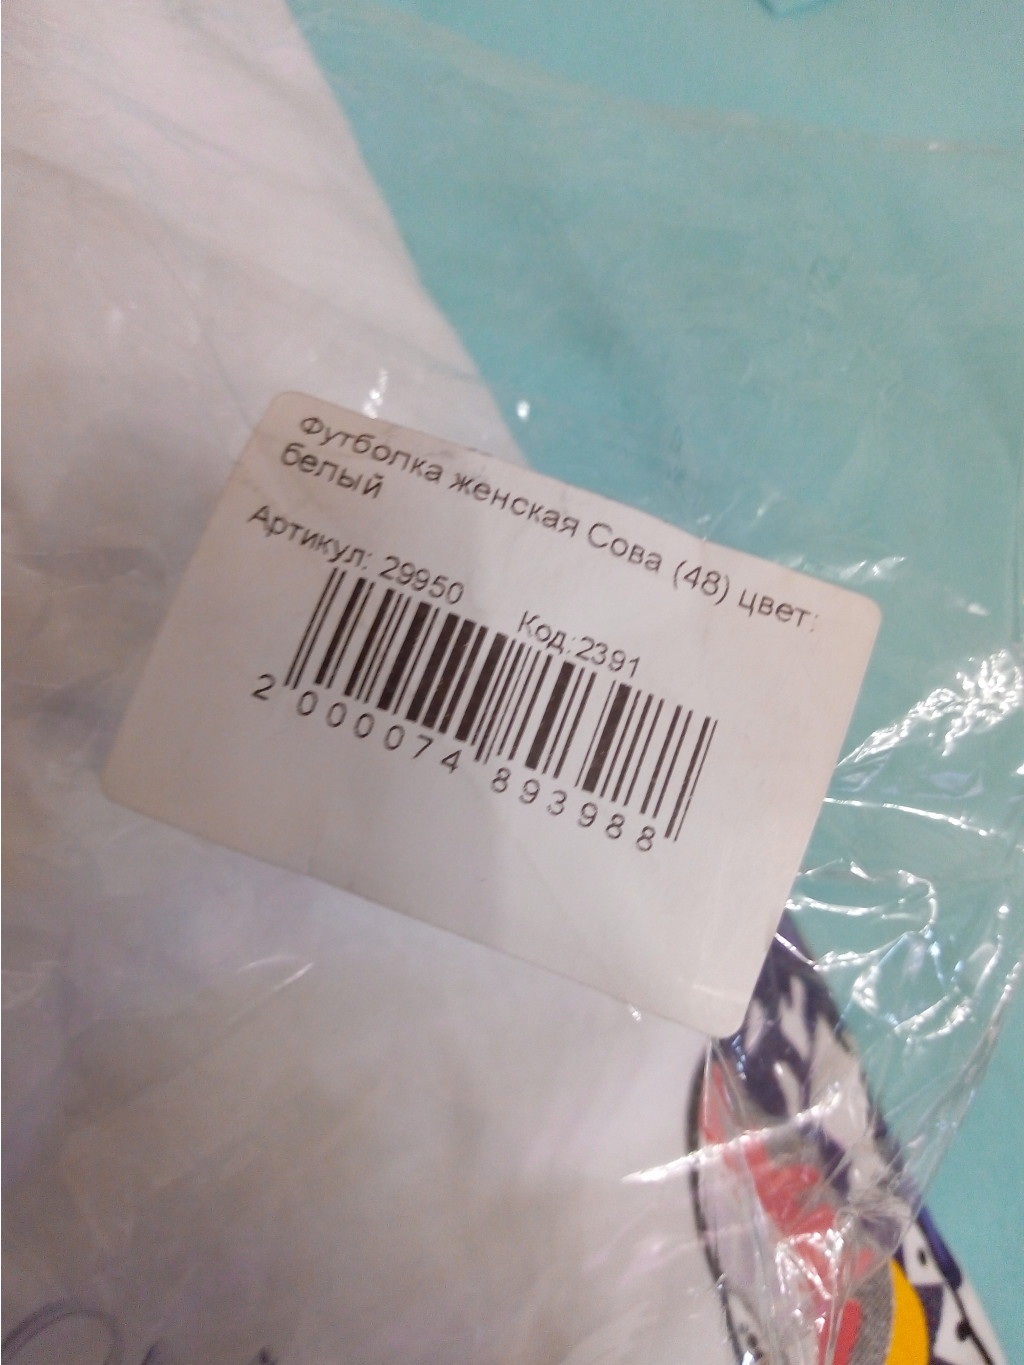 Футболка женская Сова (48) цвет:
белый
Артикул: 29950
Код:2391
2 000074 893988